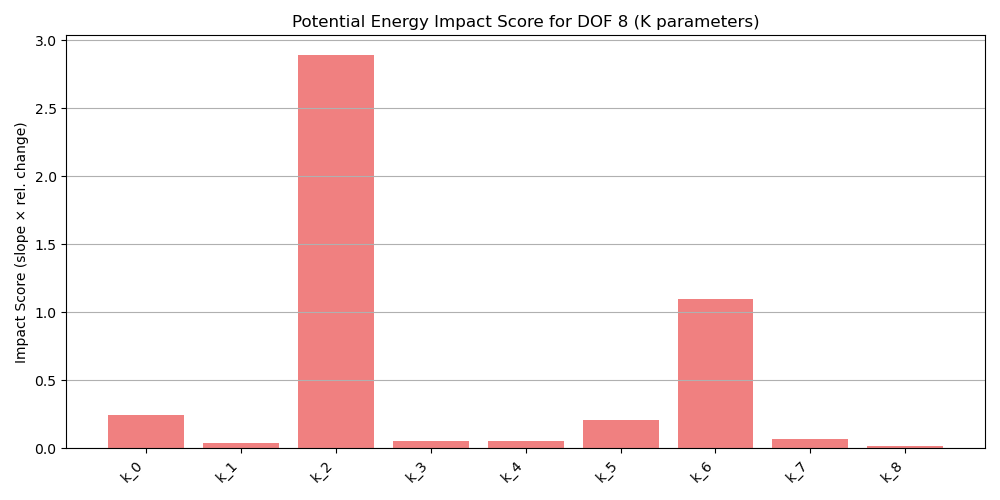 Potential Energy Impact Score for DOF 8 (K parameters)
Impact Score (slope × rel. change)
3.0
2.5
2.0
1.5
1.0
0.5
0.0
k_0 k_1 k_2 k_3 k_4 k_5 k_6 k_7 k_8